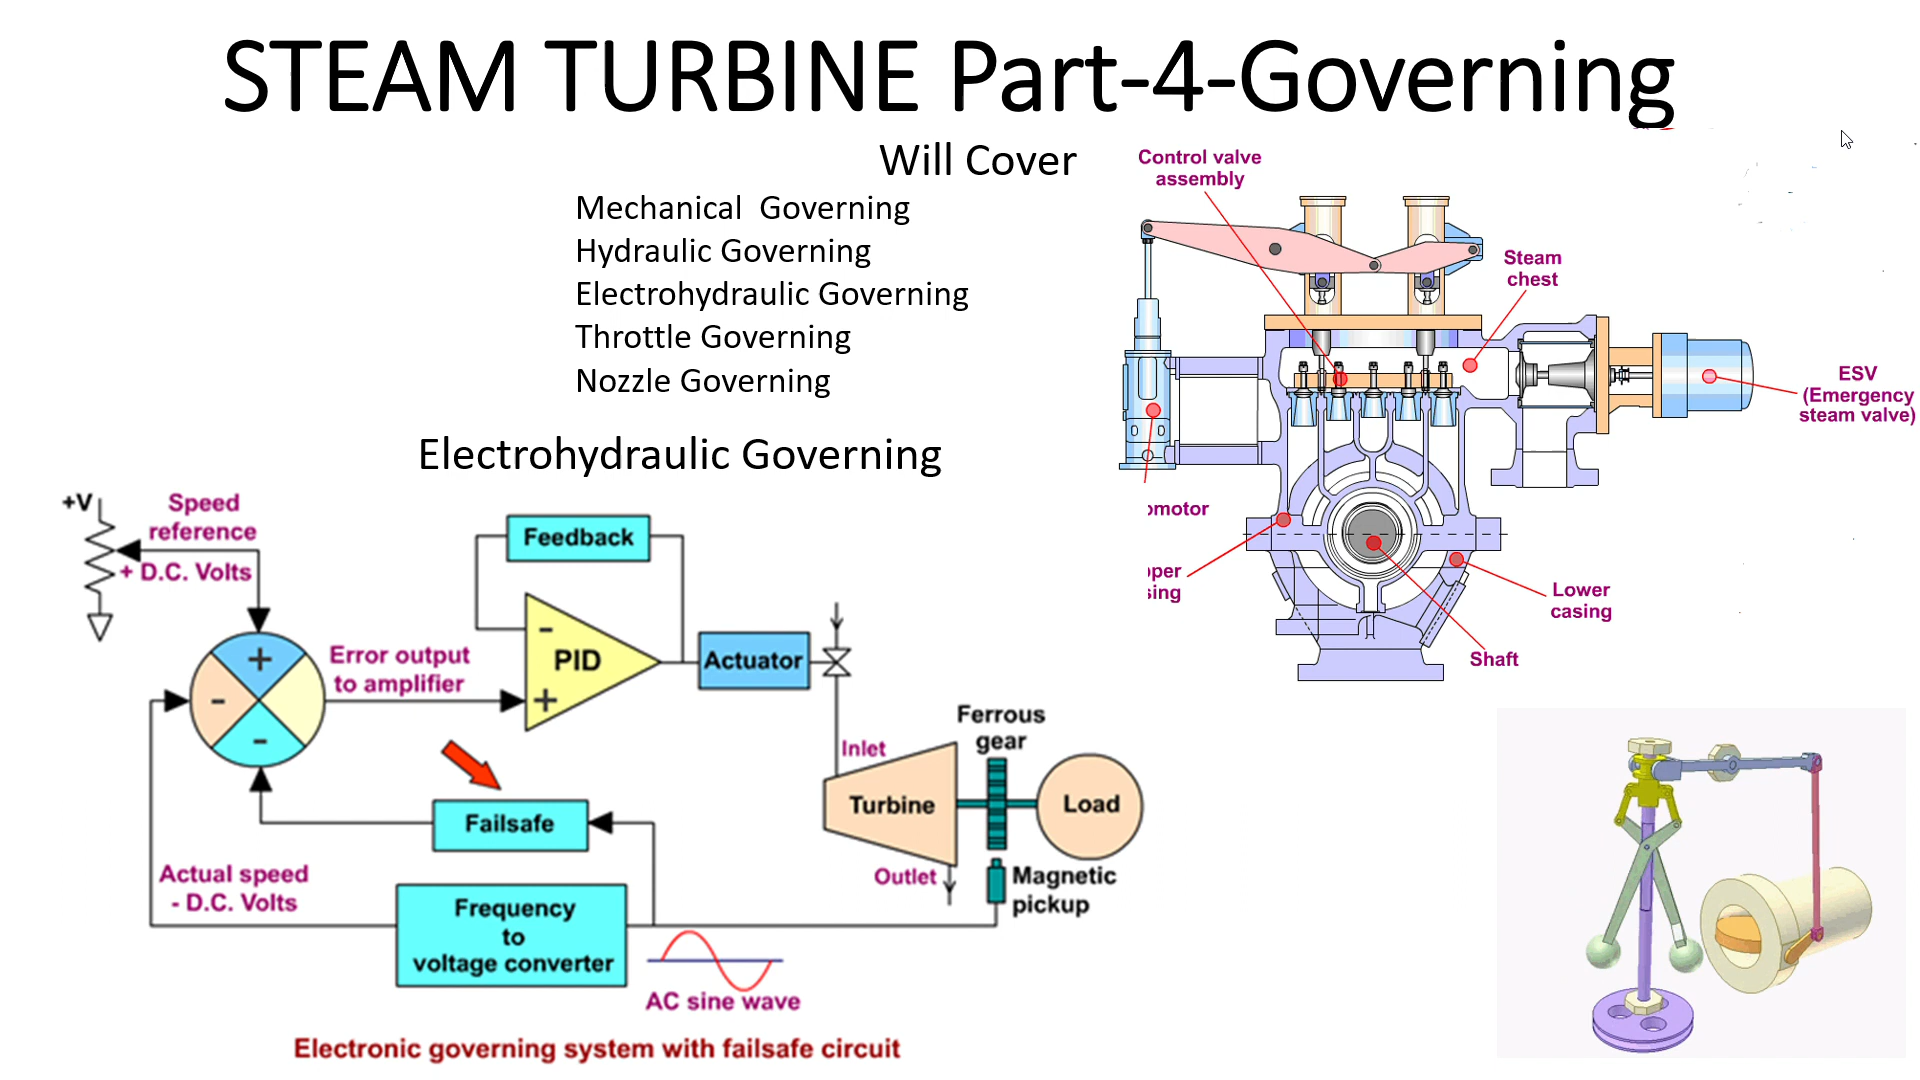 STEAM TURBINE Part-4-Governing
Will Cover
Mechanical  Governing
Hydraulic Governing
Electrohydraulic Governing
Throttle Governing
Nozzle Governing
Control valve
assembly
Steam
chest
ESV
(Emergency
steam valve)
omotor
per
sing
Lower
casing
Shaft
Electrohydraulic Governing
+V
Speed
reference
+ D.C. Volts
Feedback
+
-
-
Error output
to amplifier
-
PID
+
Actuator
Inlet
Ferrous
gear
Turbine
Load
Outlet
Magnetic
pickup
Failsafe
Actual speed
- D.C. Volts
Frequency
to
voltage converter
AC sine wave
Electronic governing system with failsafe circuit